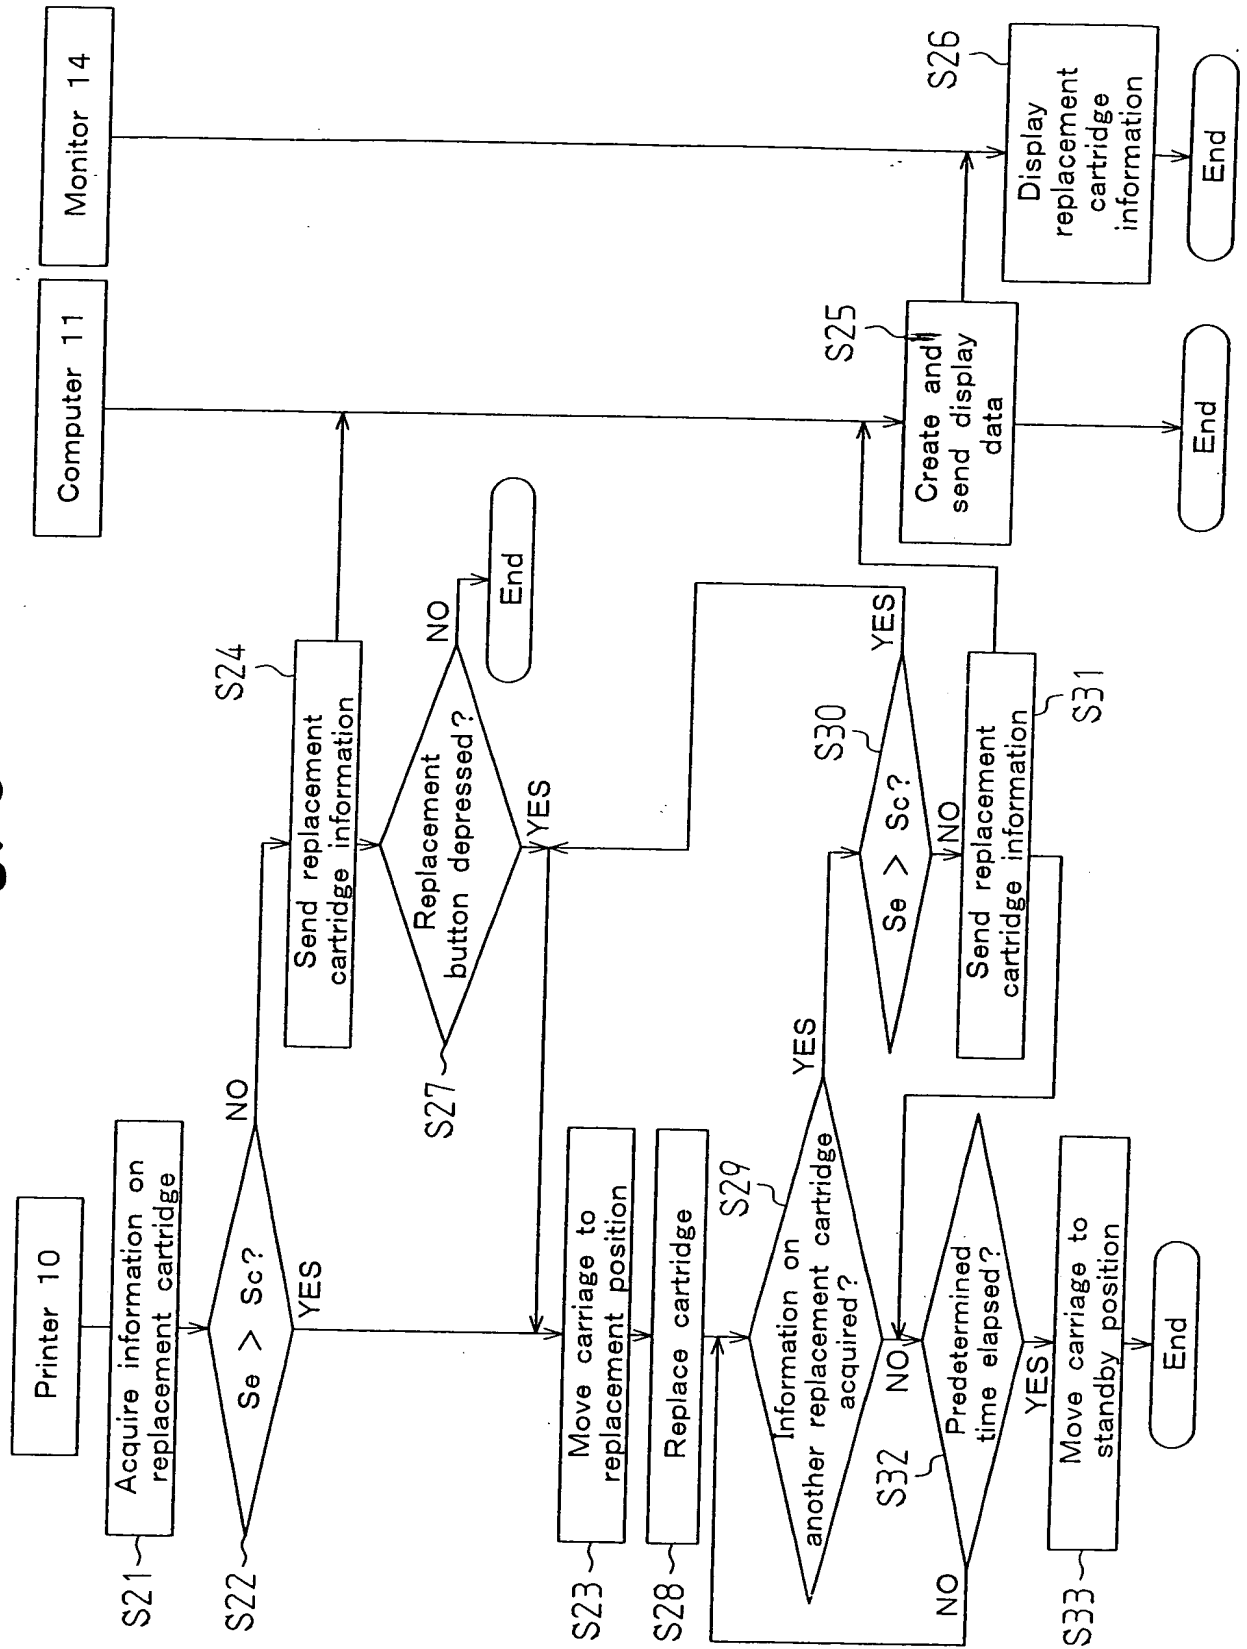 Printer 10
Computer 11
Monitor 14
S21
Acquire information on
replacement cartridge
S22
Se > Sc?
NO
YES
S24
Send replacement
cartridge information
S27
Replacement
button depressed?
NO
End
YES
S23
Move carriage to
replacement position
S28
Replace cartridge
S29
Information on
another replacement cartridge
acquired?
YES
NO
S30
Se > Sc?
YES
NO
S31
Send replacement
cartridge information
S32
Predetermined
time elapsed?
NO
YES
S33
Move carriage to
standby position
End
S25
Create and
send display
data
End
S26
Display
replacement
cartridge
information
End